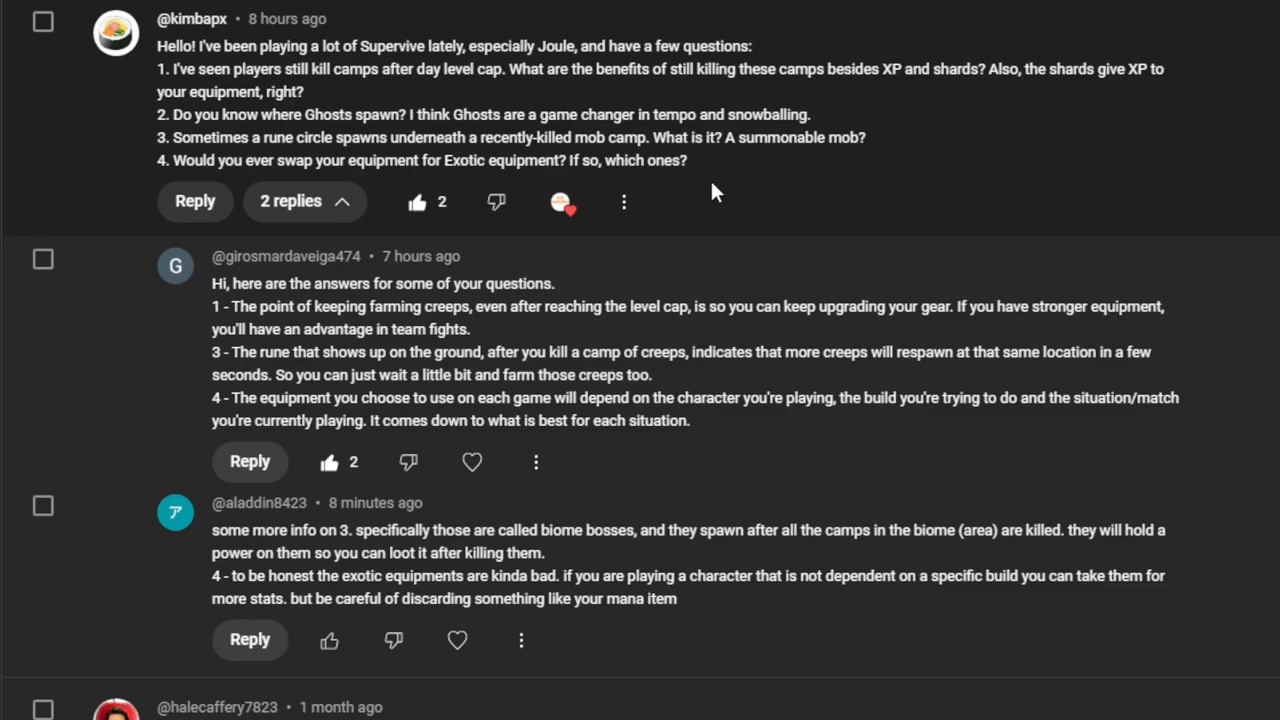 @kimbapx • 8 hours ago
Hello! I've been playing a lot of Supervive lately, especially Joule, and have a few questions:
1. I've seen players still kill camps after day level cap. What are the benefits of still killing these camps besides XP and shards? Also, the shards give XP to
your equipment, right?
2. Do you know where Ghosts spawn? I think Ghosts are a game changer in tempo and snowballing.
3. Sometimes a rune circle spawns underneath a recently-killed mob camp. What is it? A summonable mob?
4. Would you ever swap your equipment for Exotic equipment? If so, which ones?
Reply 2 replies 2
G
@girosmardaveiga474 • 7 hours ago
Hi, here are the answers for some of your questions.
1 - The point of keeping farming creeps, even after reaching the level cap, is so you can keep upgrading your gear. If you have stronger equipment,
you'll have an advantage in team fights.
3 - The rune that shows up on the ground, after you kill a camp of creeps, indicates that more creeps will respawn at that same location in a few
seconds. So you can just wait a little bit and farm those creeps too.
4 - The equipment you choose to use on each game will depend on the character you're playing, the build you're trying to do and the situation/match
you're currently playing. It comes down to what is best for each situation.
Reply 2
ア
@aladdin8423 • 8 minutes ago
some more info on 3. specifically those are called biome bosses, and they spawn after all the camps in the biome (area) are killed. they will hold a
power on them so you can loot it after killing them.
4 - to be honest the exotic equipments are kinda bad. if you are playing a character that is not dependent on a specific build you can take them for
more stats. but be careful of discarding something like your mana item
Reply
@halecaffery7823 • 1 month ago